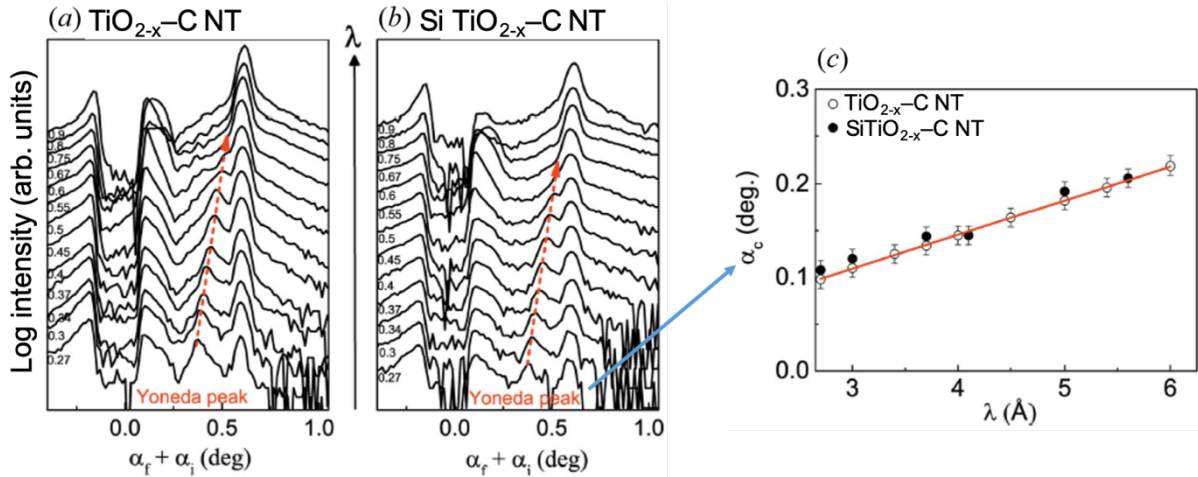 (a) TiO2-x–C NT
(b) Si TiO2-x–C NT
Log intensity (arb. units)
λ
0.9
0.8
0.75
0.67
0.6
0.55
0.5
0.45
0.4
0.37
0.34
0.3
0.27
Yoneda peak
0.0 0.5 1.0
αf + αi (deg)
0.9
0.8
0.75
0.67
0.6
0.55
0.5
0.45
0.4
0.37
0.34
0.3
0.27
Yoneda peak
0.0 0.5 1.0
αf + αi (deg)
(c)
TiO2-x–C NT
SiTiO2-x–C NT
αc (deg.)
0.3
0.2
0.1
0.0
3 4 5 6
λ (Å)